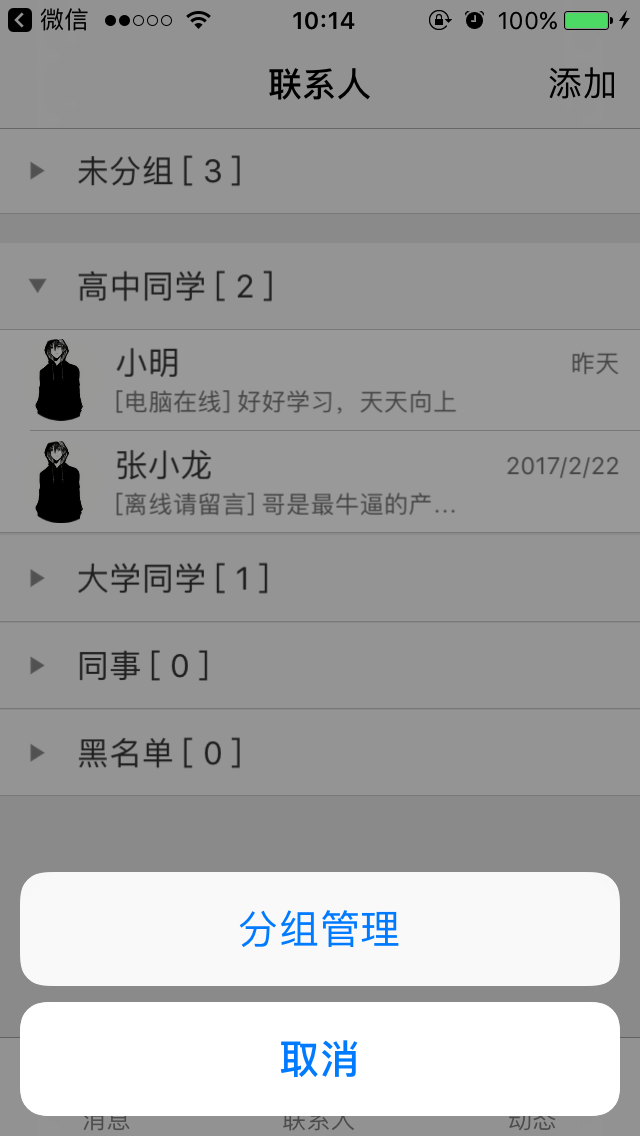 微信 10:14 100%
联系人 添加
未分组 [ 3 ]
高中同学 [ 2 ]
小明 昨天
[电脑在线] 好好学习，天天向上
张小龙 2017/2/22
[离线请留言] 哥是最牛逼的产...
大学同学 [ 1 ]
同事 [ 0 ]
黑名单 [ 0 ]
分组管理
取消
消息 联系人 动态